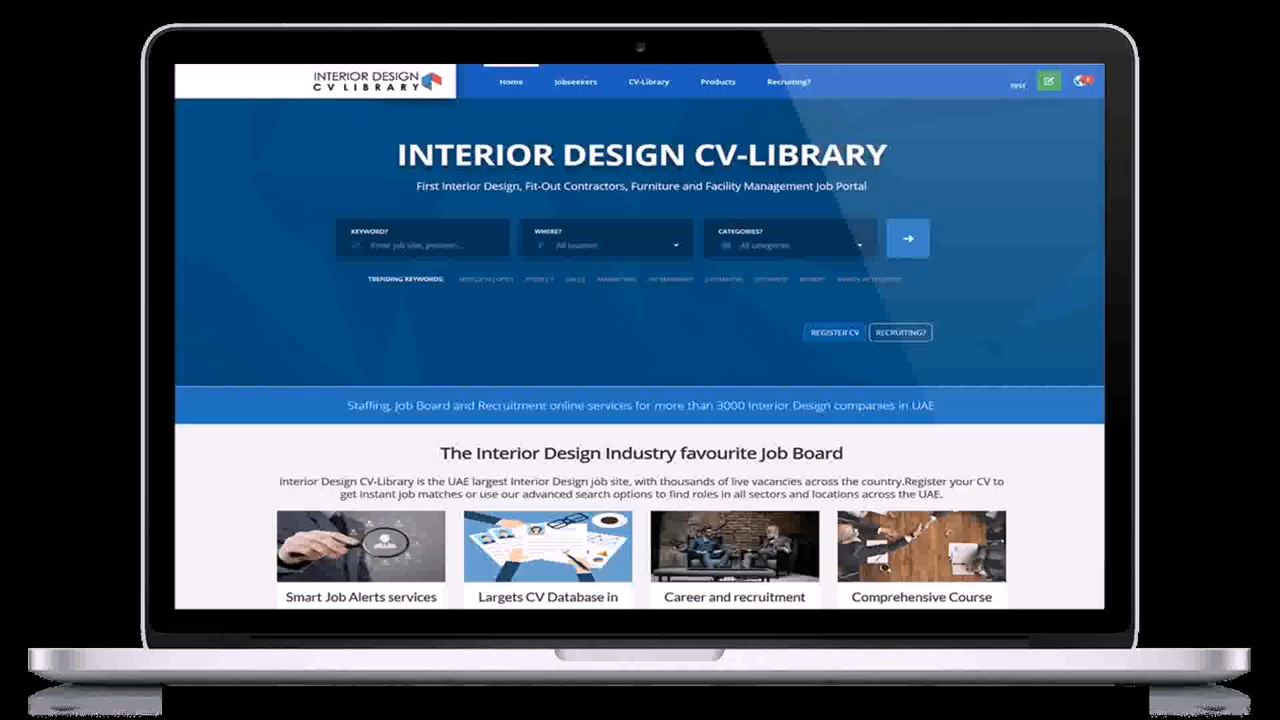 INTERIOR DESIGN
CV LIBRARY
Home
Jobseekers
CV-Library
Products
Recruiting?
TEST
INTERIOR DESIGN CV-LIBRARY
First Interior Design, Fit-Out Contractors, Furniture and Facility Management Job Portal
KEYWORD?
WHERE?
All location
CATEGORIES?
All categories
TRENDING KEYWORDS:
REGISTER CV
RECRUITING?
Staffing, Job Board and Recruitment online services for more than 3000 Interior Design companies in UAE
The Interior Design Industry favourite Job Board
Interior Design CV-Library is the UAE largest Interior Design job site, with thousands of live vacancies across the country.Register your CV to
get instant job matches or use our advanced search options to find roles in all sectors and locations across the UAE.
Smart Job Alerts services
Largets CV Database in
Career and recruitment
Comprehensive Course